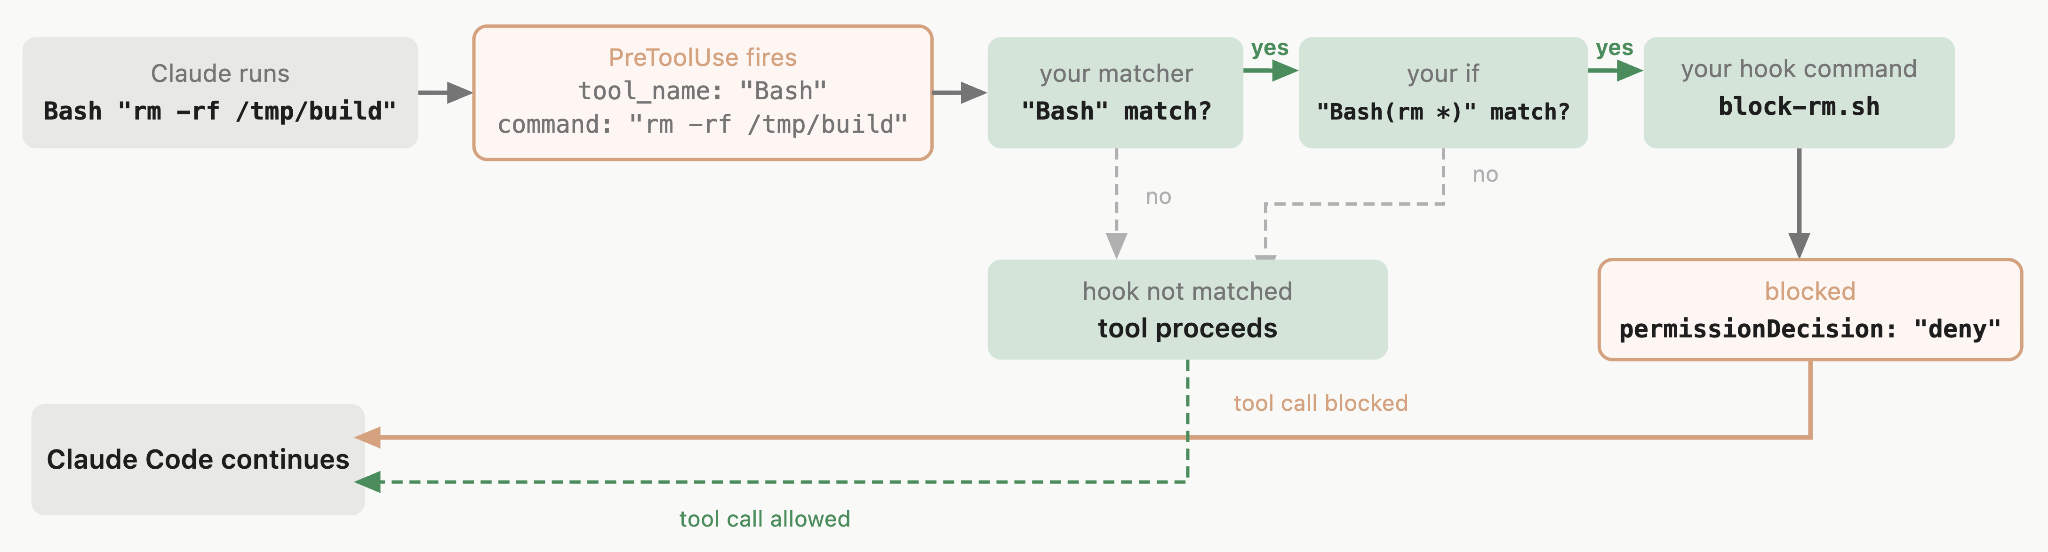 Claude runs
Bash "rm -rf /tmp/build"
PreToolUse fires
tool_name: "Bash"
command: "rm -rf /tmp/build"
your matcher
"Bash" match?
yes
your if
"Bash(rm *)" match?
yes
your hook command
block-rm.sh
no
no
hook not matched
tool proceeds
blocked
permissionDecision: "deny"
tool call blocked
Claude Code continues
tool call allowed